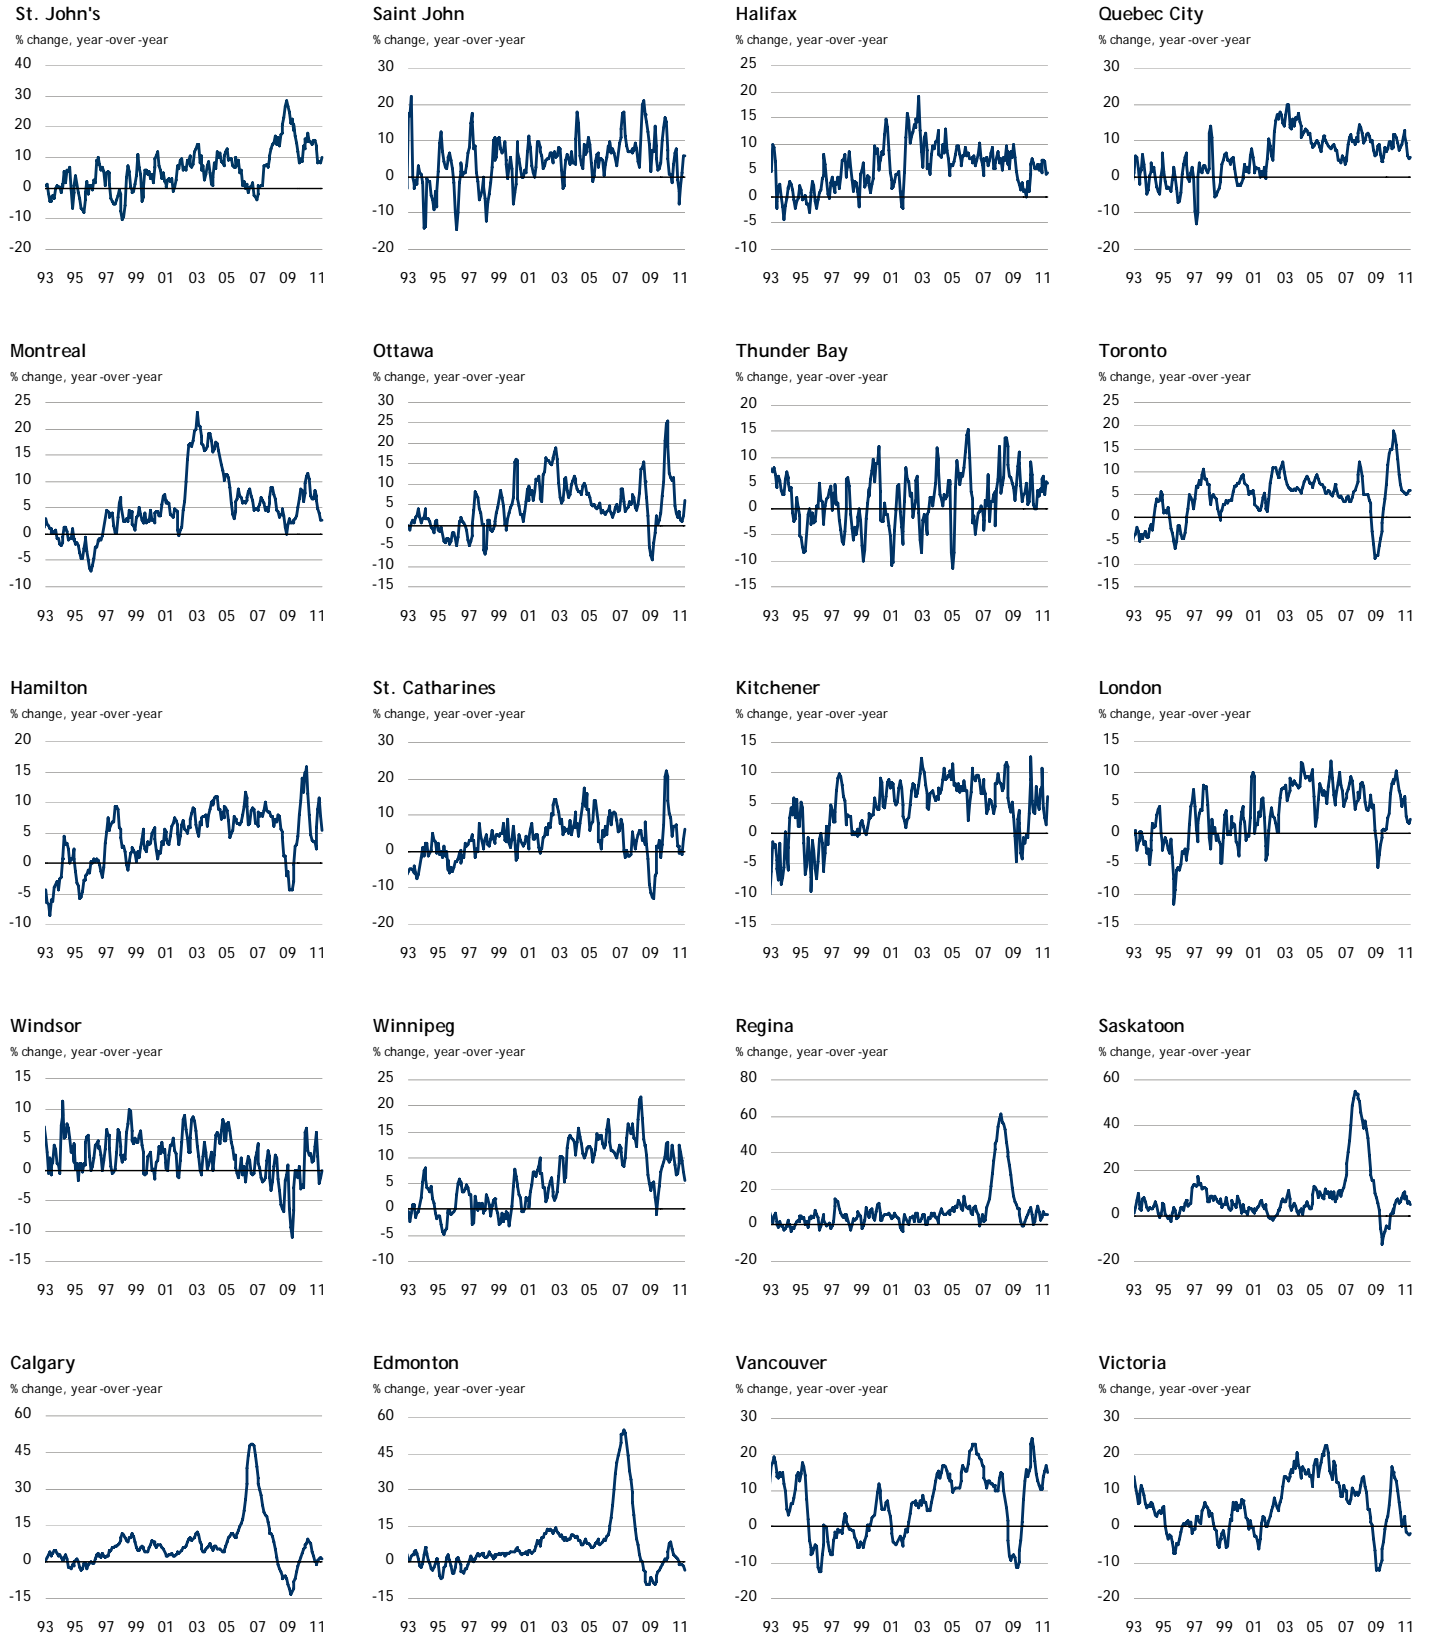 St. John's
% change, year-over-year
40
30
20
10
0
-10
-20
93 95 97 99 01 03 05 07 09 11
Saint John
% change, year-over-year
30
20
10
0
-10
-20
93 95 97 99 01 03 05 07 09 11
Halifax
% change, year-over-year
25
20
15
10
5
0
-5
-10
93 95 97 99 01 03 05 07 09 11
Quebec City
% change, year-over-year
30
20
10
0
-10
-20
93 95 97 99 01 03 05 07 09 11
Montreal
% change, year-over-year
25
20
15
10
5
0
-5
-10
93 95 97 99 01 03 05 07 09 11
Ottawa
% change, year-over-year
30
25
20
15
10
5
0
-5
-10
-15
93 95 97 99 01 03 05 07 09 11
Thunder Bay
% change, year-over-year
20
15
10
5
0
-5
-10
-15
93 95 97 99 01 03 05 07 09 11
Toronto
% change, year-over-year
25
20
15
10
5
0
-5
-10
-15
93 95 97 99 01 03 05 07 09 11
Hamilton
% change, year-over-year
20
15
10
5
0
-5
-10
93 95 97 99 01 03 05 07 09 11
St. Catharines
% change, year-over-year
30
20
10
0
-10
-20
93 95 97 99 01 03 05 07 09 11
Kitchener
% change, year-over-year
15
10
5
0
-5
-10
-15
93 95 97 99 01 03 05 07 09 11
London
% change, year-over-year
15
10
5
0
-5
-10
-15
93 95 97 99 01 03 05 07 09 11
Windsor
% change, year-over-year
15
10
5
0
-5
-10
-15
93 95 97 99 01 03 05 07 09 11
Winnipeg
% change, year-over-year
25
20
15
10
5
0
-5
-10
93 95 97 99 01 03 05 07 09 11
Regina
% change, year-over-year
80
60
40
20
0
-20
93 95 97 99 01 03 05 07 09 11
Saskatoon
% change, year-over-year
60
40
20
0
-20
93 95 97 99 01 03 05 07 09 11
Calgary
% change, year-over-year
60
45
30
15
0
-15
93 95 97 99 01 03 05 07 09 11
Edmonton
% change, year-over-year
60
45
30
15
0
-15
93 95 97 99 01 03 05 07 09 11
Vancouver
% change, year-over-year
30
20
10
0
-10
-20
93 95 97 99 01 03 05 07 09 11
Victoria
% change, year-over-year
30
20
10
0
-10
-20
93 95 97 99 01 03 05 07 09 11